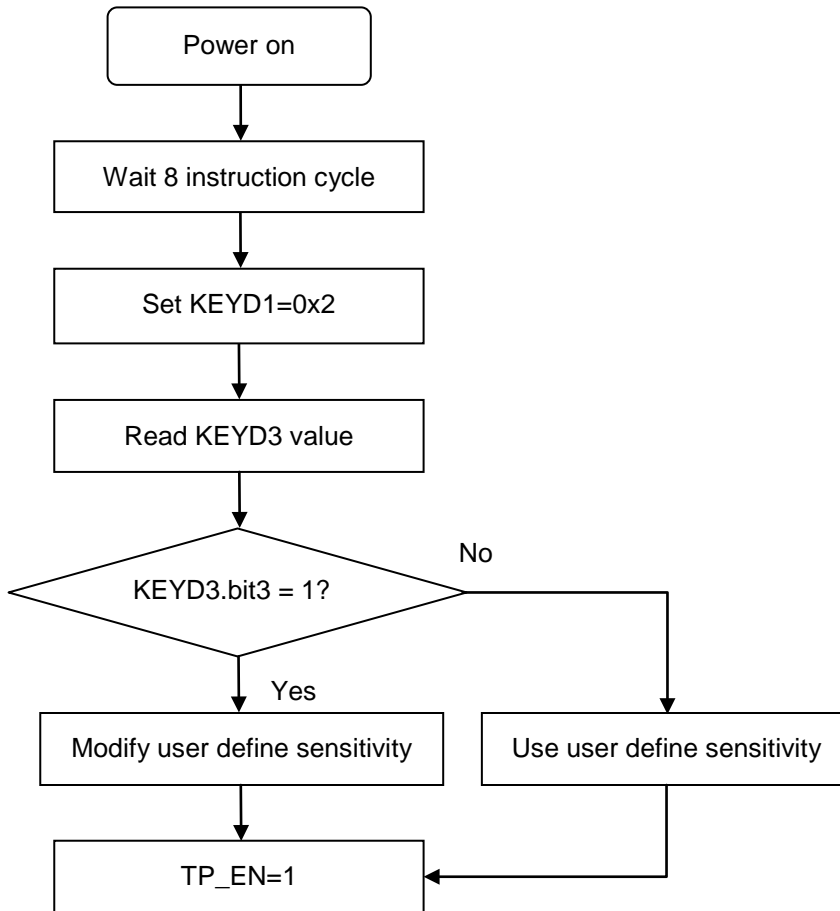 Power on
Wait 8 instruction cycle
Set KEYD1=0x2
Read KEYD3 value
KEYD3.bit3 = 1?
No
Yes
Modify user define sensitivity
Use user define sensitivity
TP_EN=1